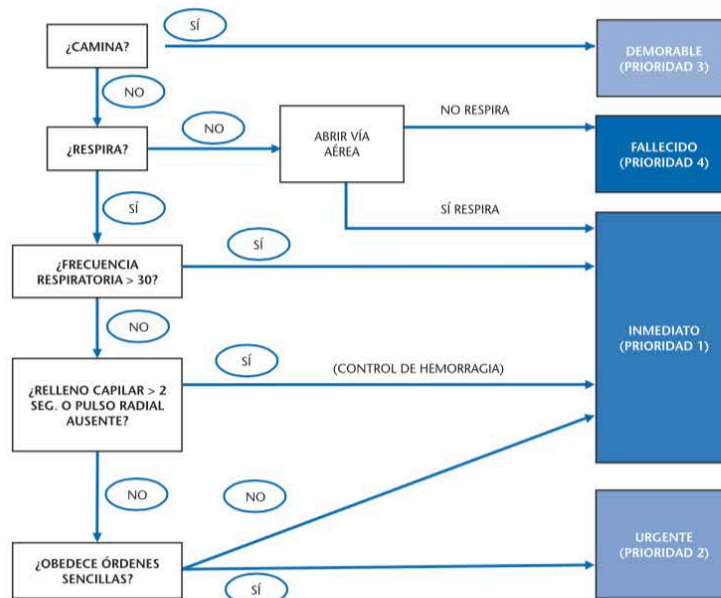 ¿CAMINA?
SÍ
DEMORABLE
(PRIORIDAD 3)
NO
¿RESPIRA?
NO
ABRIR VÍA
AÉREA
NO RESPIRA
FALLECIDO
(PRIORIDAD 4)
SÍ
SÍ RESPIRA
¿FRECUENCIA
RESPIRATORIA > 30?
SÍ
INMEDIATO
(PRIORIDAD 1)
NO
¿RELLENO CAPILAR > 2
SEG. O PULSO RADIAL
AUSENTE?
SÍ
(CONTROL DE HEMORRAGIA)
NO
NO
¿OBEDECE ÓRDENES
SENCILLAS?
SÍ
URGENTE
(PRIORIDAD 2)